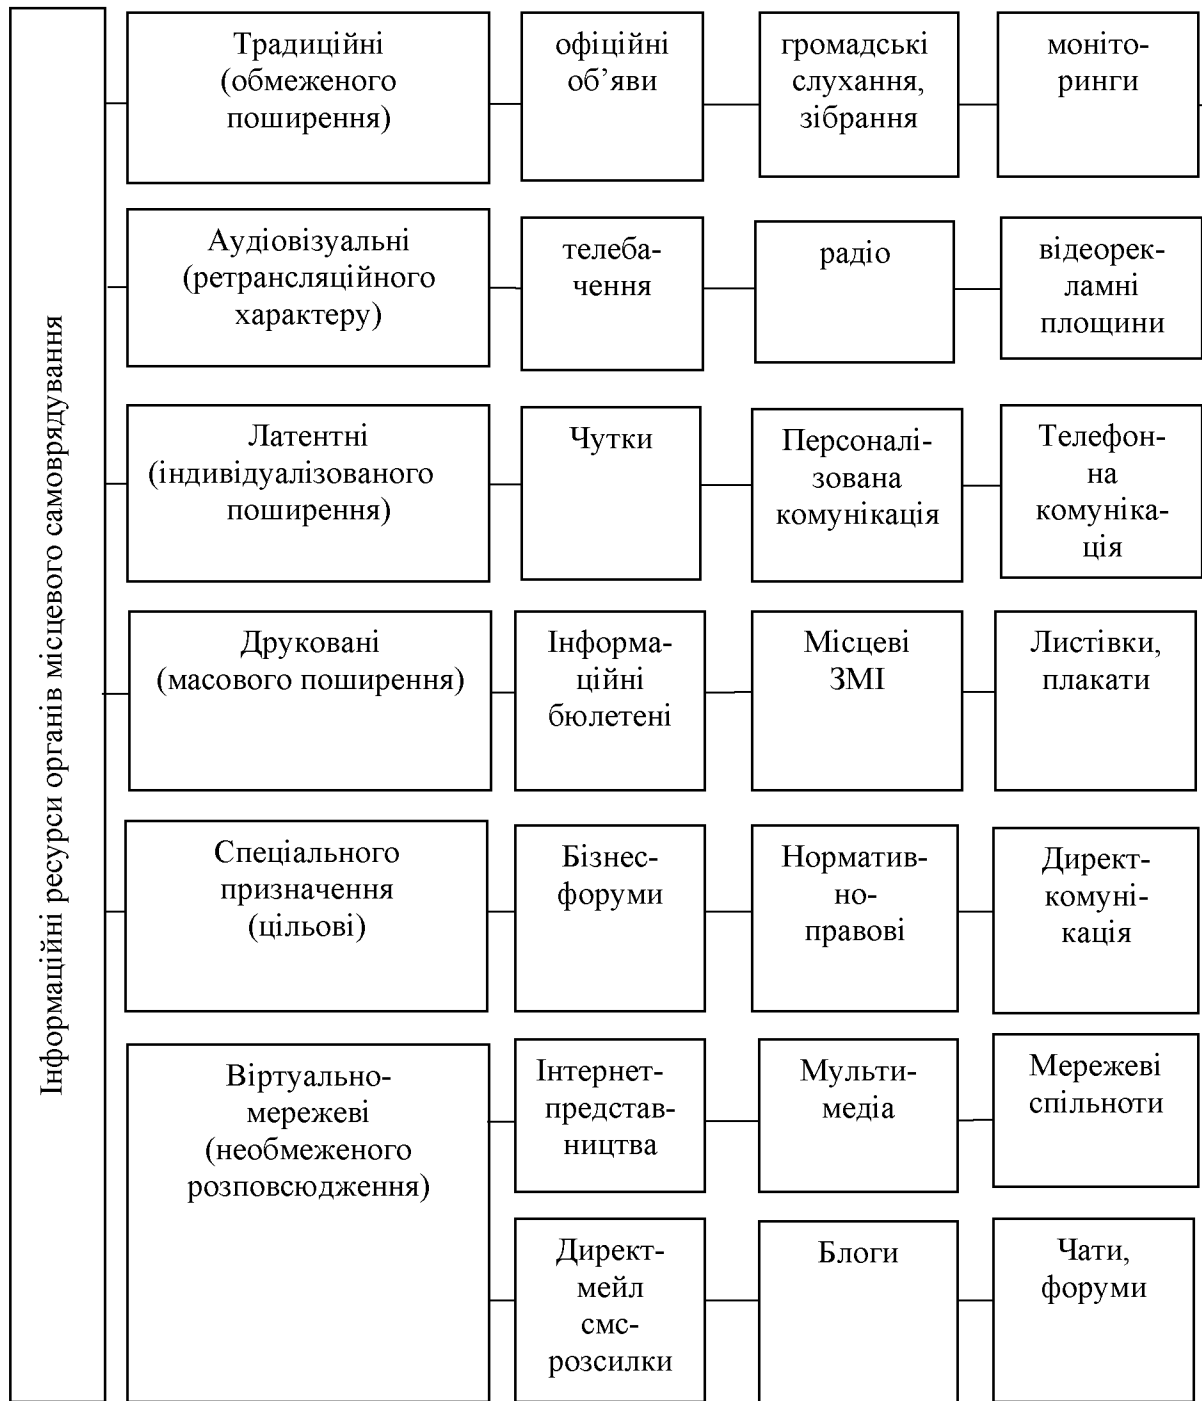 Інформаційні ресурси органів місцевого самоврядування
Традиційні
(обмеженого
поширення)
офіційні
об’яви
громадські
слухання,
зібрання
моніто-
ринги
Аудіовізуальні
(ретрансляційного
характеру)
телеба-
чення
радіо
відеорек-
ламні
площини
Латентні
(індивідуалізованого
поширення)
Чутки
Персоналі-
зована
комунікація
Телефон-
на
комуніка-
ція
Друковані
(масового поширення)
Інформа-
ційні
бюлетені
Місцеві
ЗМІ
Листівки,
плакати
Спеціального
призначення
(цільові)
Бізнес-
форуми
Норматив-
но-
правові
Директ-
комуні-
кація
Віртуально-
мережеві
(необмеженого
розповсюдження)
Інтернет-
представ-
ництва
Мульти-
медіа
Мережеві
спільноти
Директ-
мейл
смс-
розсилки
Блоги
Чати,
форуми